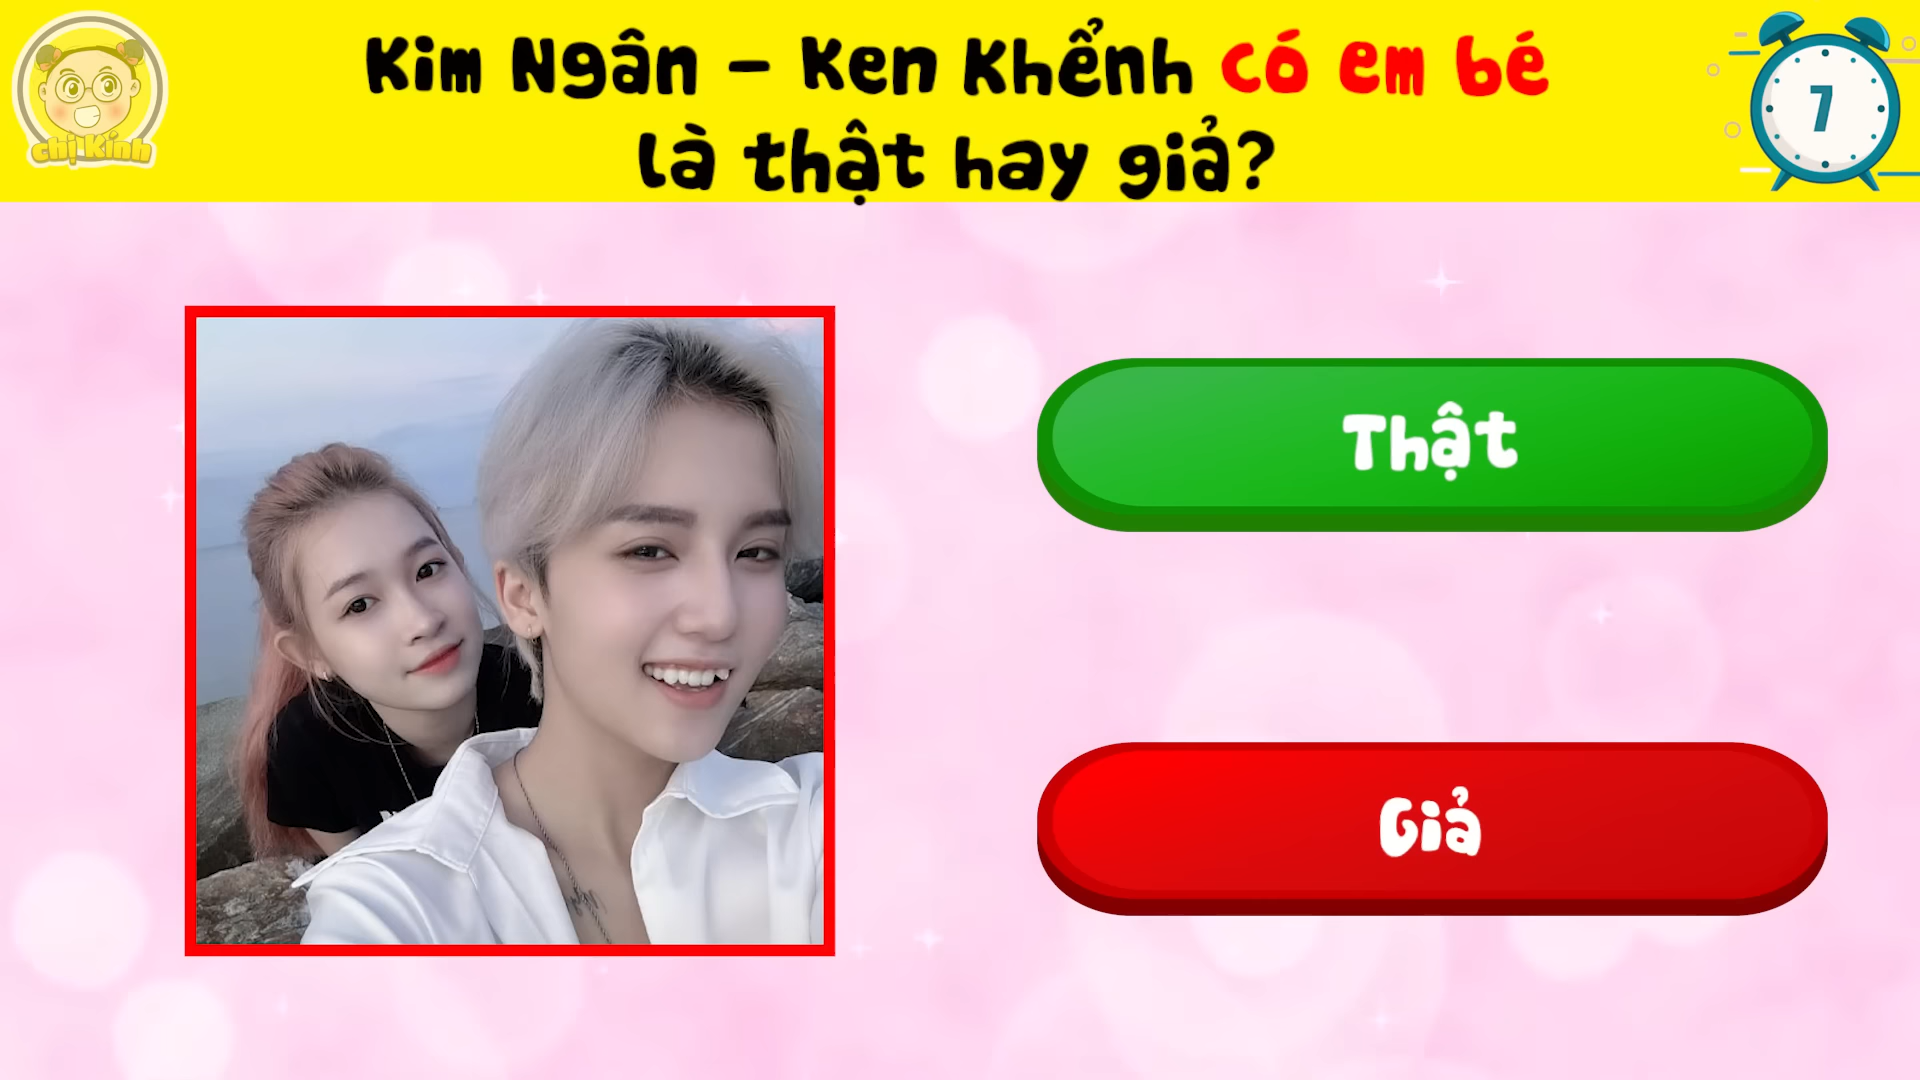 Kim Ngân - Ken Khểnh có em bé
là thật hay giả?
chị Kính
7
Thật
Giả